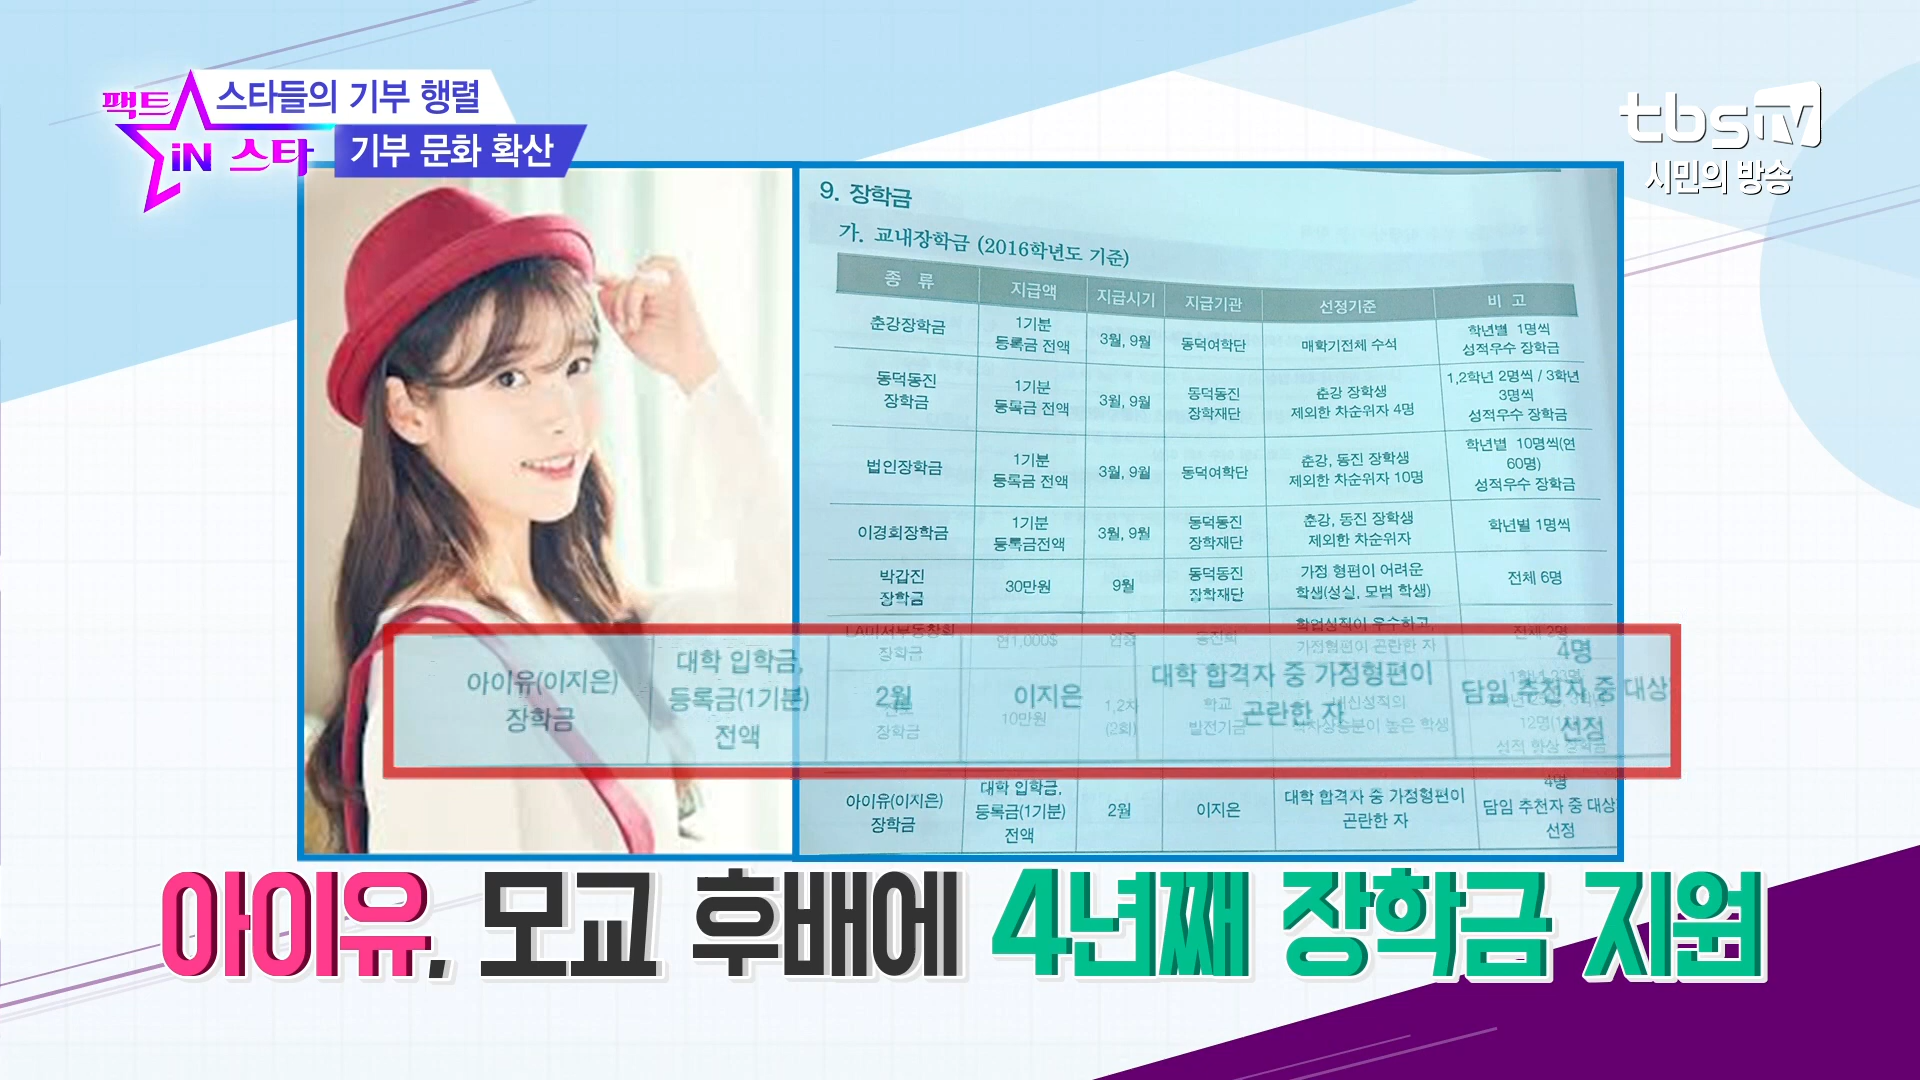 팩트
iN 스타
스타들의 기부 행렬
기부 문화 확산
tbs TV
시민의 방송
9. 장학금
가. 교내장학금 (2016학년도 기준)
종 류 지급액 지급시기 지급기관 선정기준 비 고
춘강장학금 1기분 등록금 전액 3월, 9월 동덕여학단 매학기전체 수석 학년별 1명씩 성적우수 장학금
동덕동진 장학금 1기분 등록금 전액 3월, 9월 동덕동진 장학재단 춘강 장학생 제외한 차순위자 4명 1,2학년 2명씩 / 3학년 3명씩 성적우수 장학금
법인장학금 1기분 등록금 전액 3월, 9월 동덕여학단 춘강, 동진 장학생 제외한 차순위자 10명 학년별 10명씩(연 60명) 성적우수 장학금
이경희장학금 1기분 등록금전액 3월, 9월 동덕동진 장학재단 춘강, 동진 장학생 제외한 차순위자 학년별 1명씩
박갑진 장학금 30만원 9월 동덕동진 장학재단 가정 형편이 어려운 학생(성실, 모범 학생) 전체 6명
아이유(이지은) 장학금 대학 입학금, 등록금(1기분) 전액 2월 이지은 대학 합격자 중 가정형편이 곤란한 자 4명 담임 추천자 중 대상 선정
아이유(이지은) 장학금 대학 입학금, 등록금(1기분) 전액 2월 이지은 대학 합격자 중 가정형편이 곤란한 자 4명 담임 추천자 중 대상 선정
아이유, 모교 후배에 4년째 장학금 지원